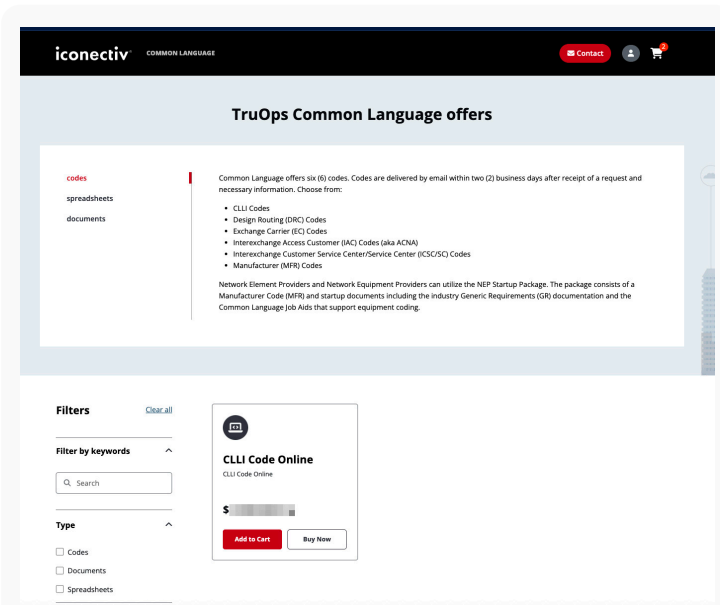 iconectiv
COMMON LANGUAGE
Contact
2
TruOps Common Language offers
codes
spreadsheets
documents
Common Language offers six (6) codes. Codes are delivered by email within two (2) business days after receipt of a request and
necessary information. Choose from:
• CLLI Codes
• Design Routing (DRC) Codes
• Exchange Carrier (EC) Codes
• Interexchange Access Customer (IAC) Codes (aka ACNA)
• Interexchange Customer Service Center/Service Center (ICSC/SC) Codes
• Manufacturer (MFR) Codes
Network Element Providers and Network Equipment Providers can utilize the NEP Startup Package. The package consists of a
Manufacturer Code (MFR) and startup documents including the industry Generic Requirements (GR) documentation and the
Common Language Job Aids that support equipment coding.
Filters
Clear all
Filter by keywords
Search
Type
Codes
Documents
Spreadsheets
CLLI Code Online
CLLI Code Online
$
Add to Cart
Buy Now